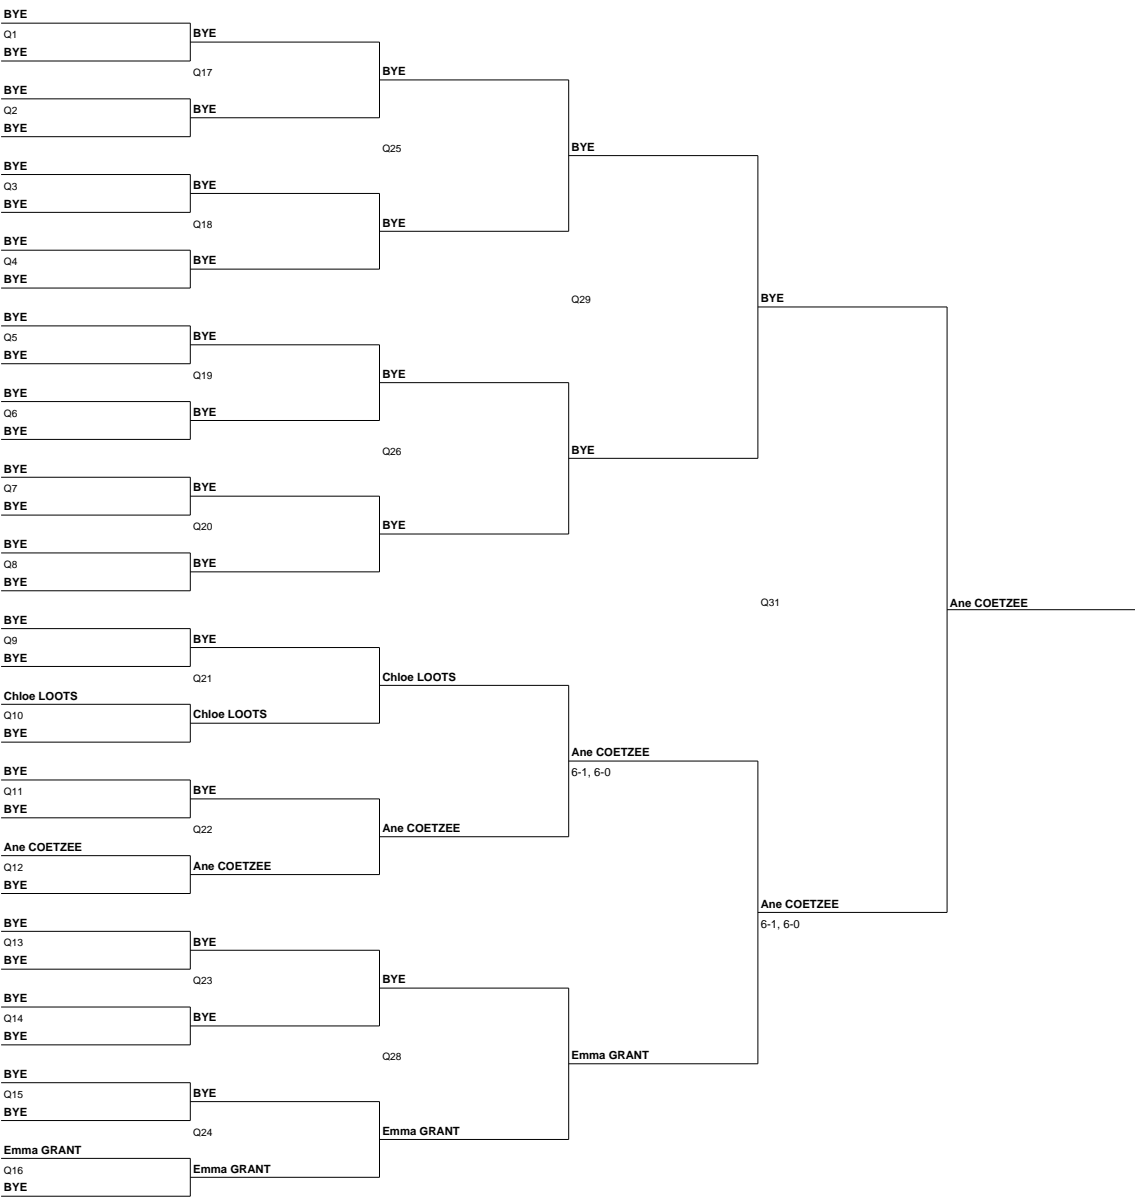 BYE
Q1
BYE
BYE
Q17
BYE
BYE
Q2
BYE
BYE
Q25
BYE
BYE
Q3
BYE
BYE
Q18
BYE
BYE
Q4
BYE
BYE
Q29
BYE
BYE
Q5
BYE
BYE
Q19
BYE
BYE
Q6
BYE
BYE
Q26
BYE
BYE
Q7
BYE
BYE
Q20
BYE
BYE
Q8
BYE
BYE
Q31
Ane COETZEE
BYE
Q9
BYE
BYE
Q21
Chloe LOOTS
Chloe LOOTS
Q10
Chloe LOOTS
BYE
Ane COETZEE
6-1, 6-0
BYE
Q11
BYE
BYE
Q22
Ane COETZEE
Ane COETZEE
Q12
Ane COETZEE
BYE
Ane COETZEE
6-1, 6-0
BYE
Q13
BYE
BYE
Q23
BYE
BYE
Q14
BYE
BYE
Q28
Emma GRANT
BYE
Q15
BYE
BYE
Q24
Emma GRANT
Emma GRANT
Q16
Emma GRANT
BYE